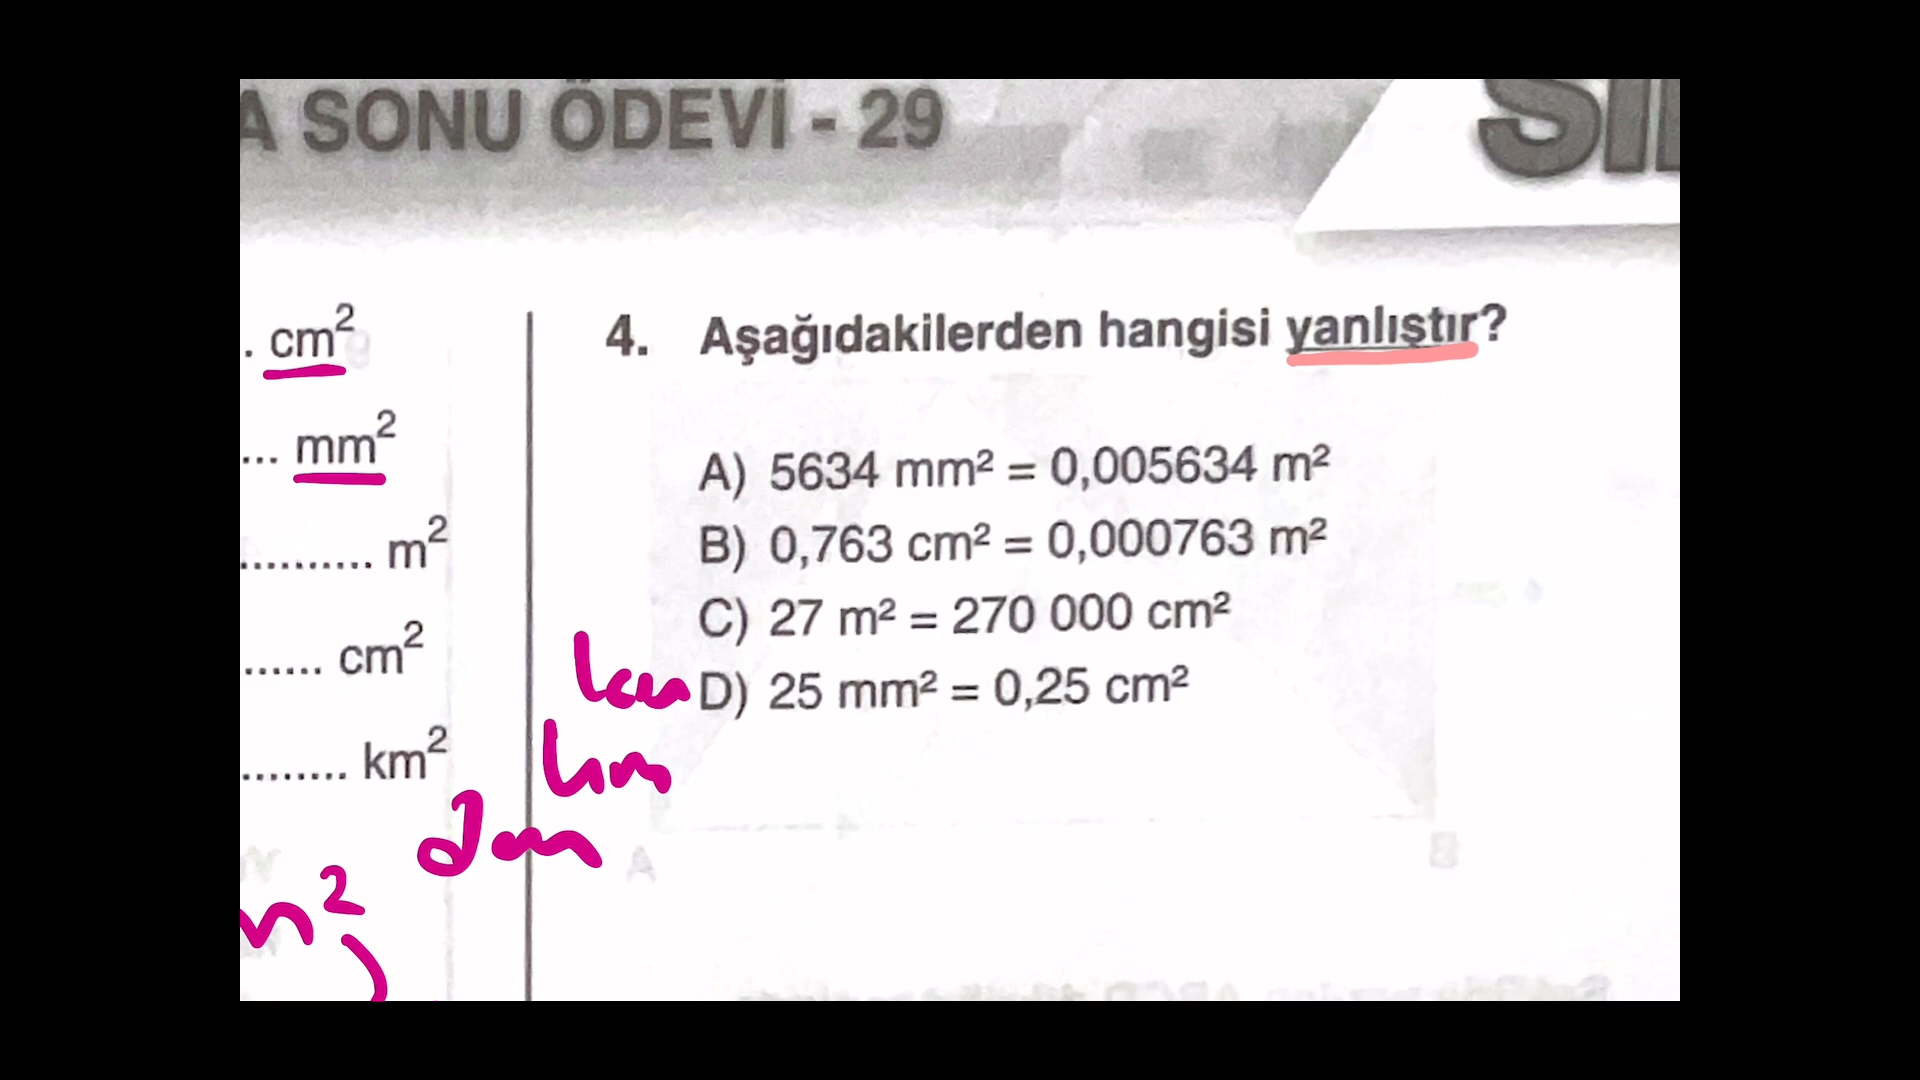 A SONU ÖDEVİ - 29
. cm²
... mm²
.......... m²
...... cm²
........ km²
4. Aşağıdakilerden hangisi yanlıştır?
A) 5634 mm² = 0,005634 m²
B) 0,763 cm² = 0,000763 m²
C) 27 m² = 270 000 cm²
D) 25 mm² = 0,25 cm²
km
hm
dam
m²
A B